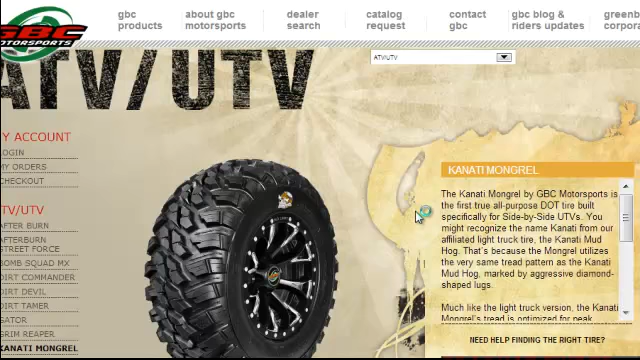 GBC
MOTORSPORTS
gbc products
about gbc motorsports
dealer search
catalog request
contact gbc
gbc blog & riders updates
ATV/UTV
ATV/UTV
ACCOUNT
LOGIN
MY ORDERS
CHECKOUT
ATV/UTV
AFTER BURN
AFTERBURN
STREET FORCE
BOMB SQUAD MX
DIRT COMMANDER
DIRT DEVIL
DIRT TAMER
GATOR
GRIM REAPER
KANATI MONGREL
KANATI MONGREL
The Kanati Mongrel by GBC Motorsports is
the first true all-purpose DOT tire built
specifically for Side-by-Side UTVs. You
might recognize the name Kanati from our
affiliated light truck tire, the Kanati Mud
Hog. That's because the Mongrel utilizes
the very same tread pattern as the Kanati
Mud Hog, marked by aggressive diamond-
shaped lugs.
Much like the light truck version, the Kanati
Mongrel's tread is optimized for peak
NEED HELP FINDING THE RIGHT TIRE?